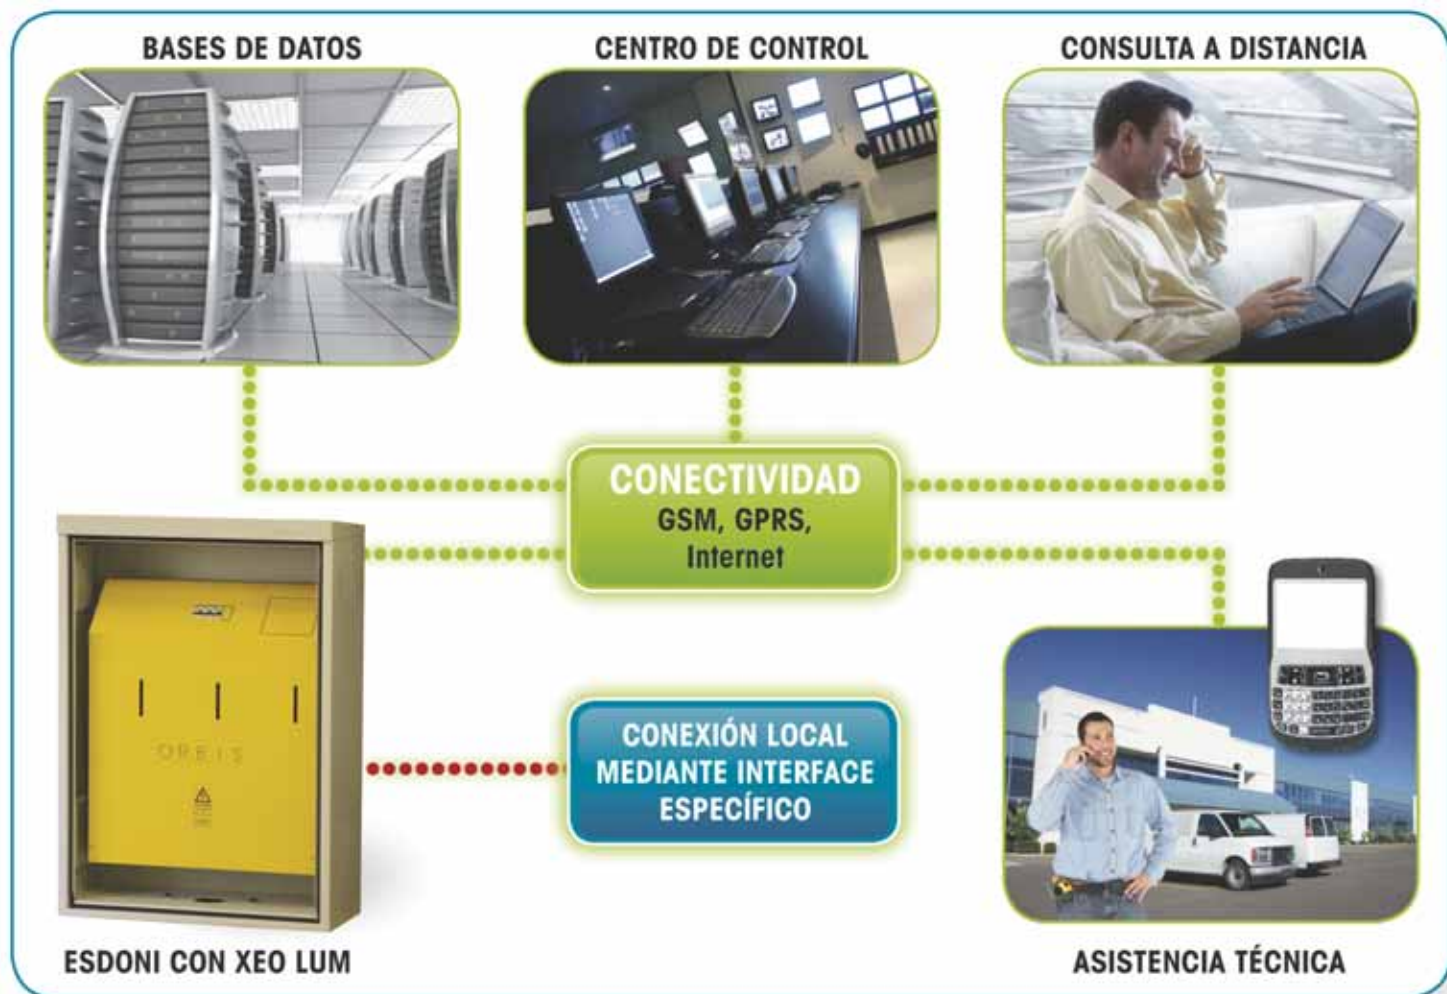 BASES DE DATOS
CENTRO DE CONTROL
CONSULTA A DISTANCIA
CONECTIVIDAD
GSM, GPRS,
Internet
ORBIS
CONEXIÓN LOCAL
MEDIANTE INTERFACE
ESPECÍFICO
ESDONI CON XEO LUM
ASISTENCIA TÉCNICA